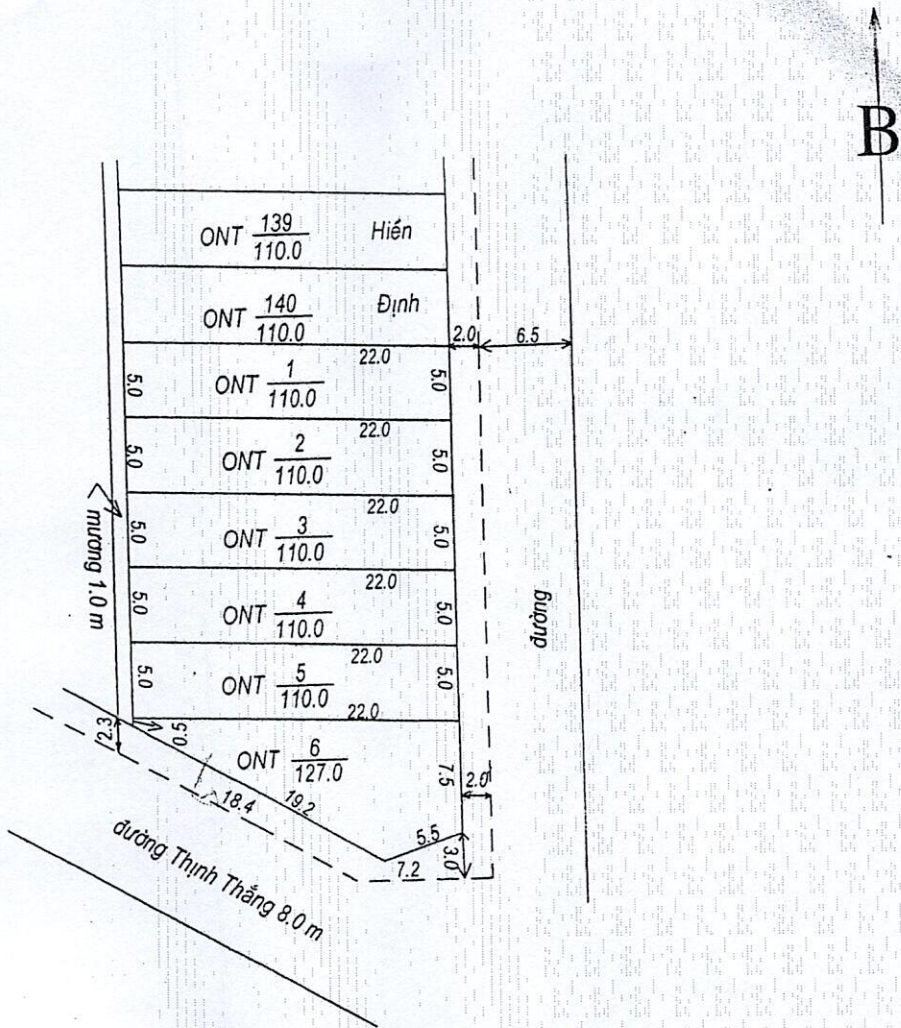 B
ONT 139/110.0 Hiền
ONT 140/110.0 Định
2.0 6.5
22.0
5.0 ONT 1/110.0 5.0
22.0
5.0 ONT 2/110.0 5.0
22.0
5.0 ONT 3/110.0 5.0
22.0
5.0 ONT 4/110.0 5.0
22.0
5.0 ONT 5/110.0 5.0
22.0
mương 1.0 m
đường
2.3 0.5
ONT 6/127.0 7.5 2.0
18.4 19.2
5.5 3.0
7.2
đường Thịnh Thắng 8.0 m